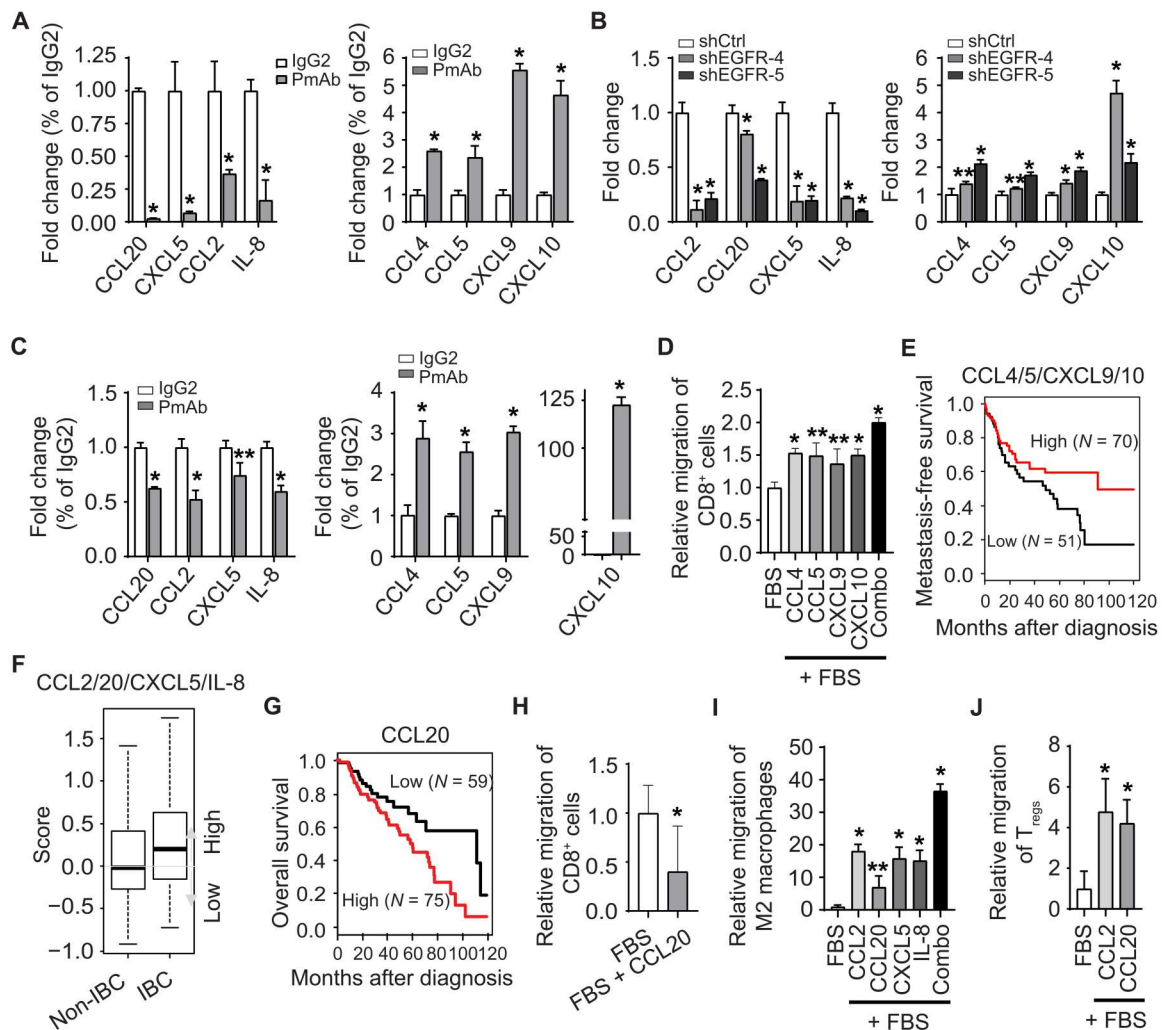 A
Fold change (% of IgG2)
1.25
1.00
0.75
0.50
0.25
0.00
IgG2
PmAb
*
*
*
*
CCL20
CXCL5
CCL2
IL-8
Fold change (% of IgG2)
6
5
4
3
2
1
0
IgG2
PmAb
*
*
*
*
CCL4
CCL5
CXCL9
CXCL10
B
Fold change
1.5
1.0
0.5
0.0
shCtrl
shEGFR-4
shEGFR-5
*
*
*
*
*
*
*
*
CCL2
CCL20
CXCL5
IL-8
Fold change
6.0
4.0
2.0
0.0
shCtrl
shEGFR-4
shEGFR-5
**
*
**
*
*
*
*
*
CCL4
CCL5
CXCL9
CXCL10
C
Fold change
(% of IgG2)
1.5
1.0
0.5
0.0
IgG2
PmAb
*
*
**
*
CCL20
CCL2
CXCL5
IL-8
Fold change
(% of IgG2)
4
3
2
1
0
IgG2
PmAb
*
*
*
CCL4
CCL5
CXCL9
125
100
50
0
*
CXCL10
D
Relative migration of
CD8+ cells
2.5
2.0
1.5
1.0
0.5
0.0
*
**
**
*
*
FBS
CCL4
CCL5
CXCL9
CXCL10
Combo
+ FBS
E
CCL4/5/CXCL9/10
Metastasis-free survival
1.0
0.8
0.6
0.4
0.2
0.0
High (N = 70)
Low (N = 51)
0 20 40 60 80 100 120
Months after diagnosis
F
CCL2/20/CXCL5/IL-8
Score
1.5
1.0
0.5
0.0
−0.5
−1.0
High
Low
Non-IBC
IBC
G
CCL20
Overall survival
1.0
0.8
0.6
0.4
0.2
0.0
Low (N = 59)
High (N = 75)
0 20 40 60 80 100 120
Months after diagnosis
H
Relative migration of
CD8+ cells
1.5
1.0
0.5
0.0
*
FBS
FBS + CCL20
I
Relative migration of
M2 macrophages
50
40
30
20
10
0
*
**
*
*
*
FBS
CCL2
CCL20
CXCL5
IL-8
Combo
+ FBS
J
Relative migration
of Tregs
8
6
4
2
0
*
*
FBS
CCL2
CCL20
+ FBS